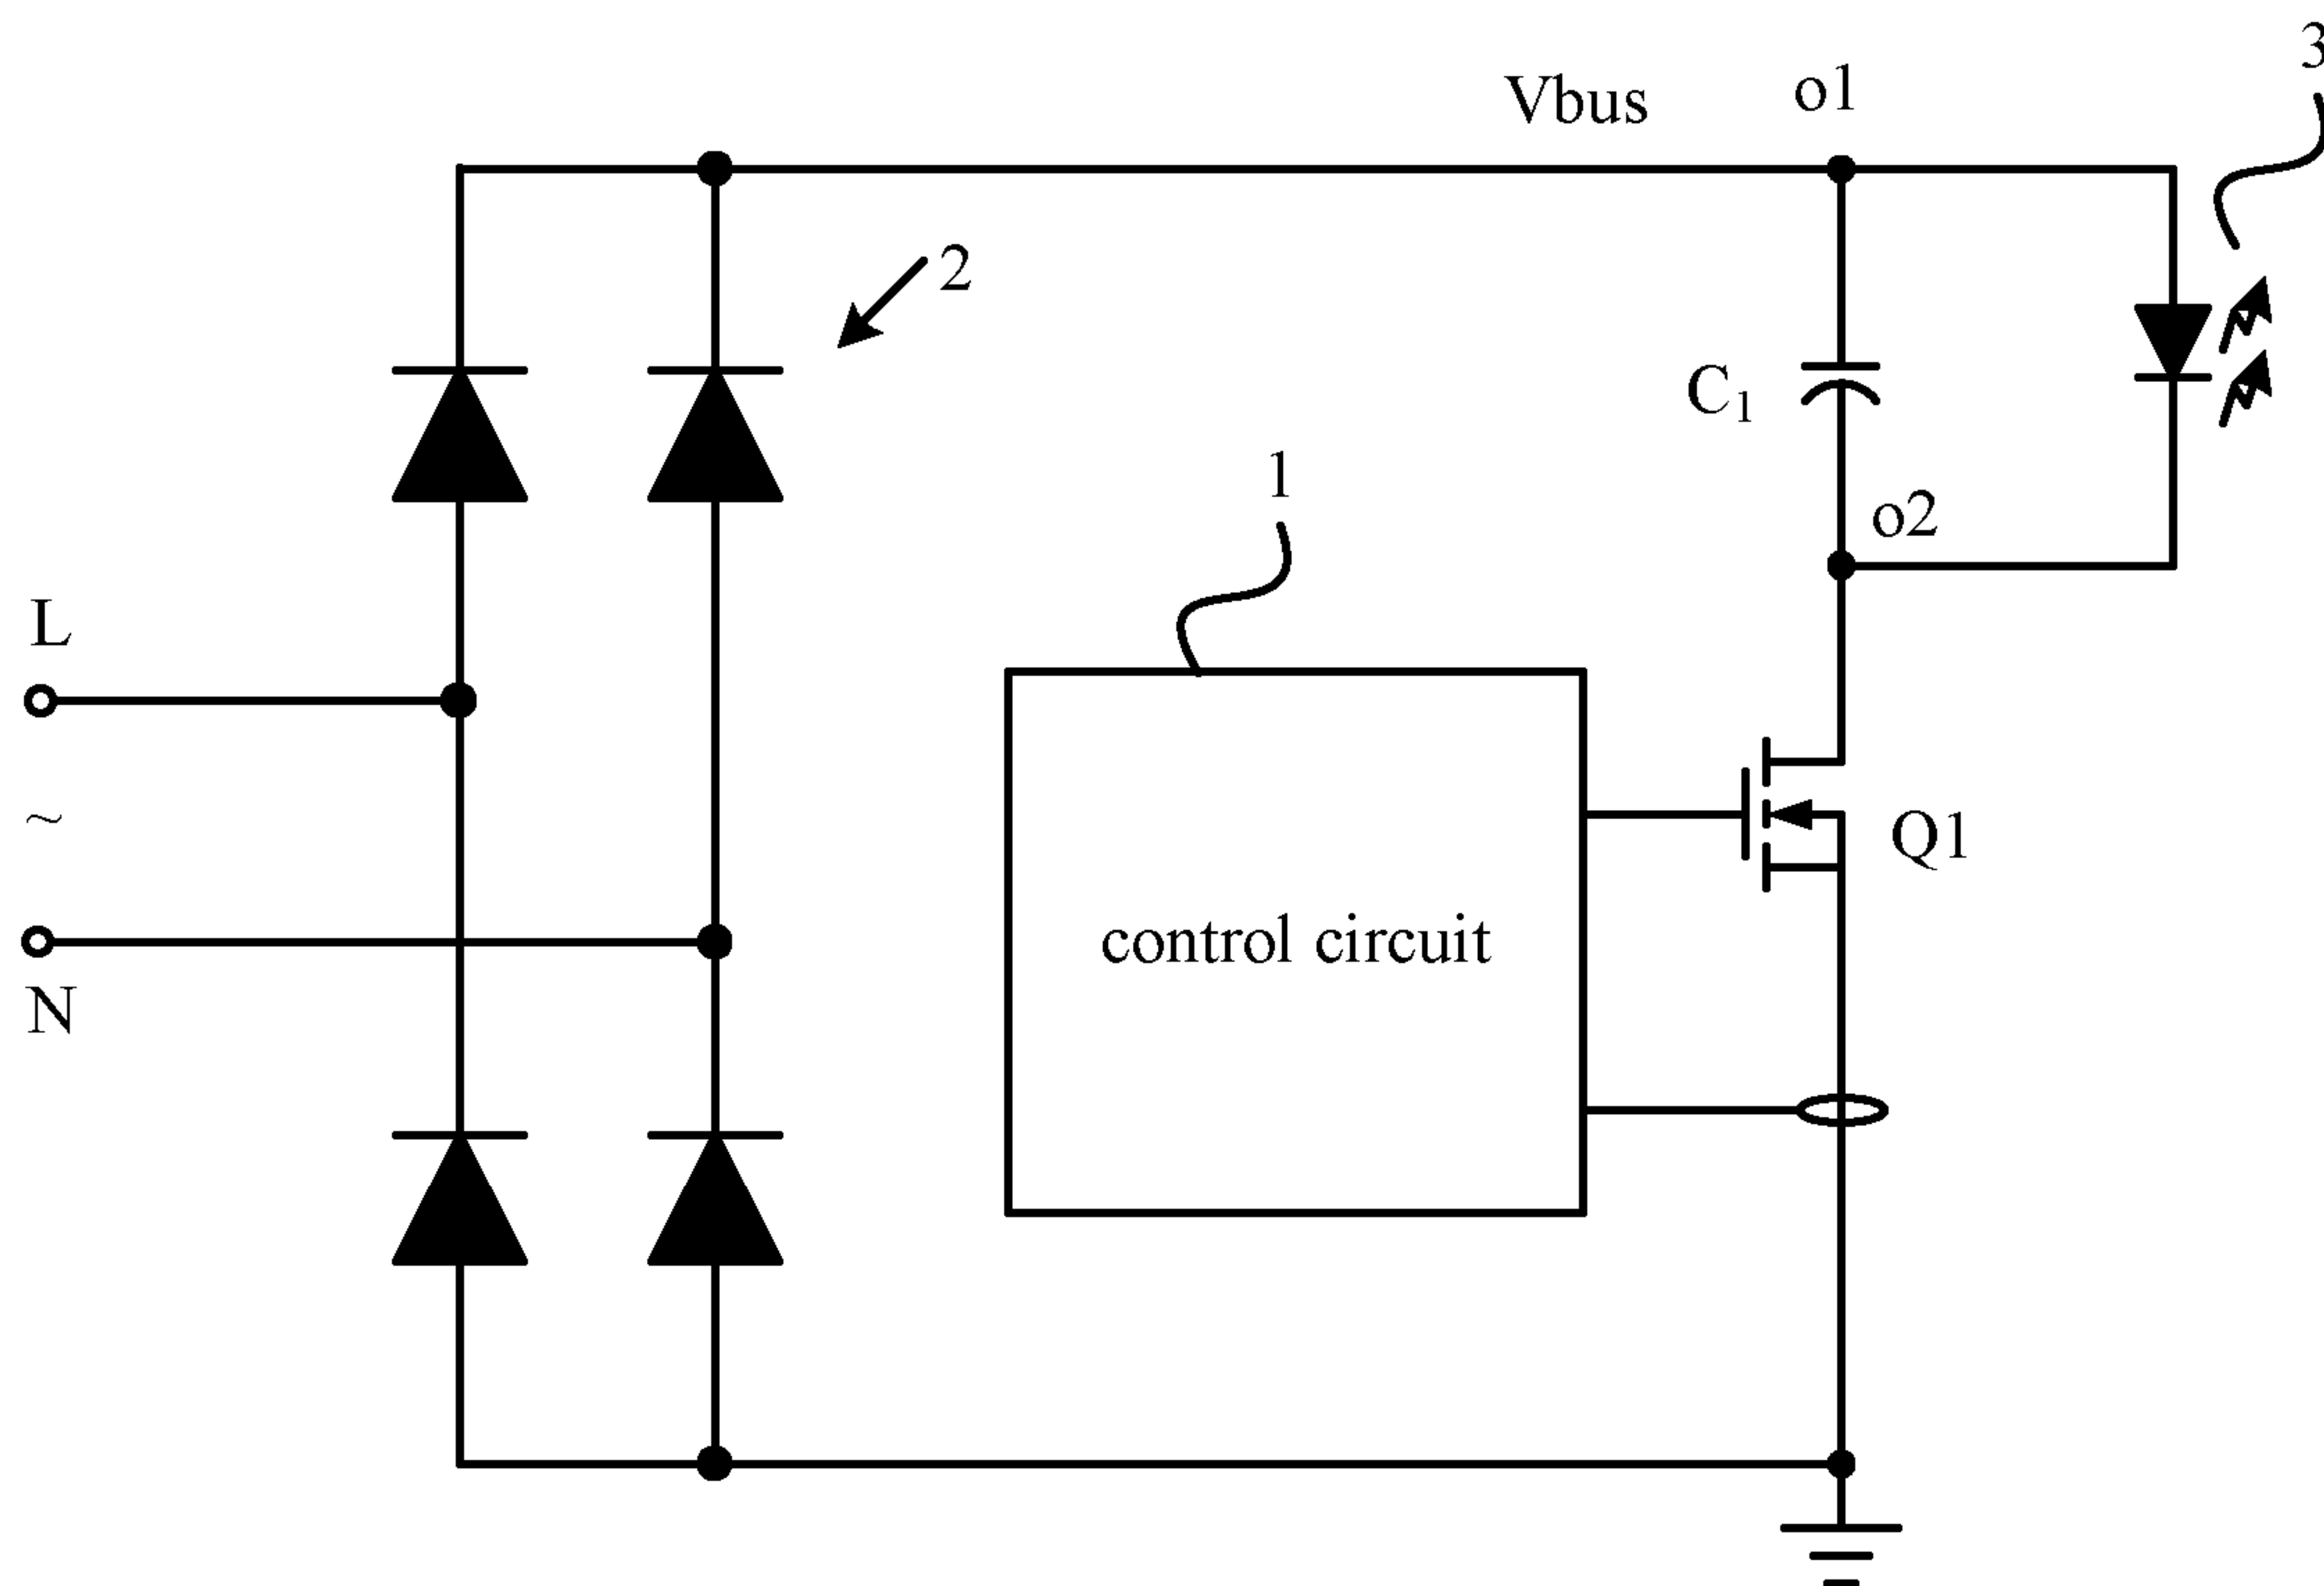 3
Vbus
o1
2
C1
1
o2
L
~
Q1
control circuit
N